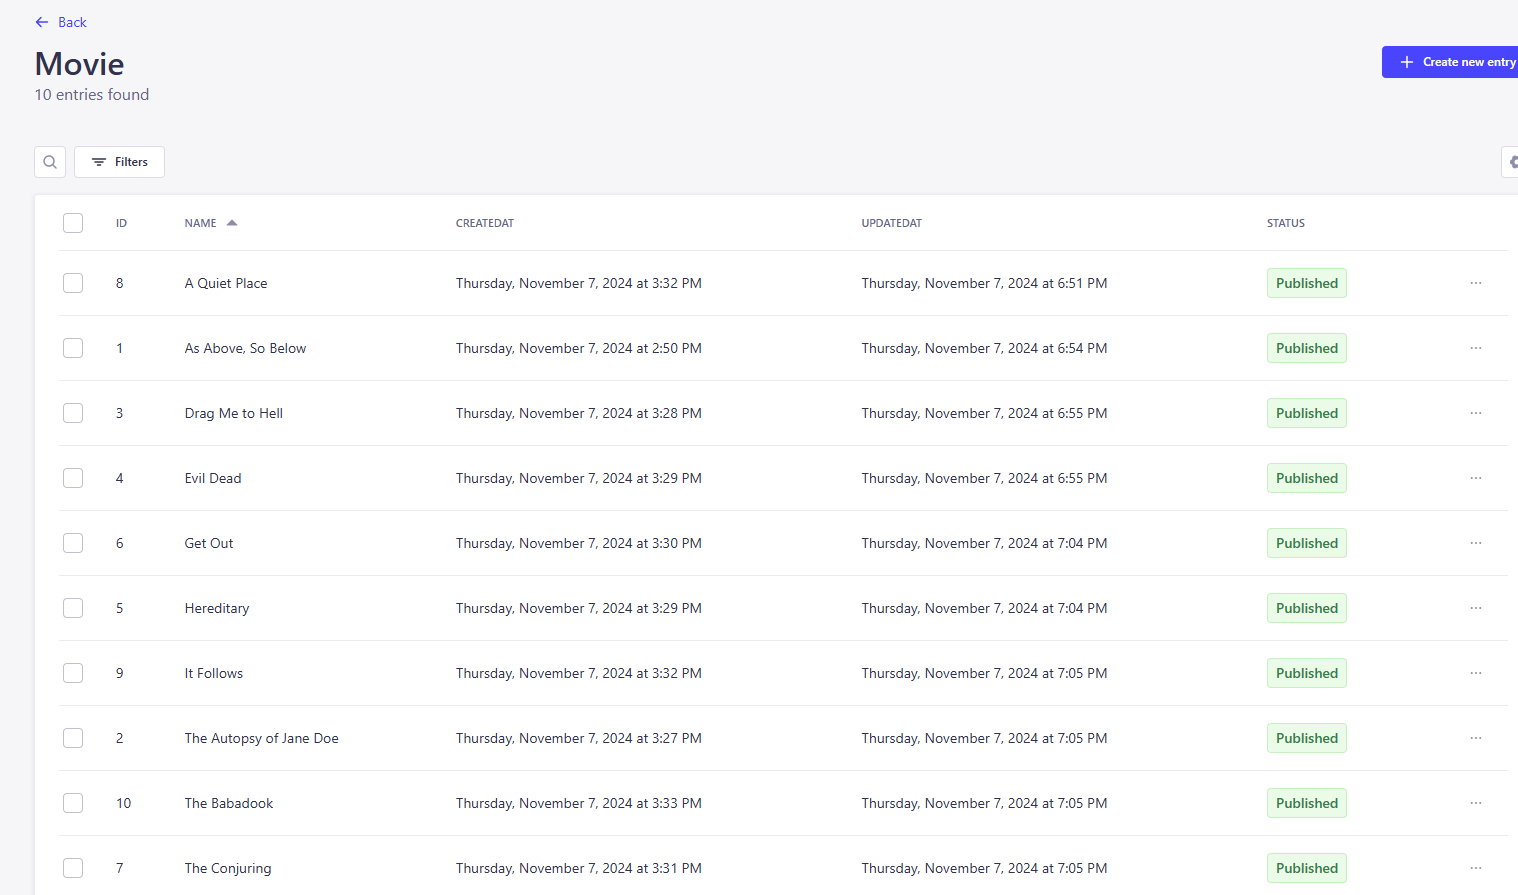 Back
Movie
10 entries found
Create new entry
Filters
ID NAME CREATEDAT UPDATEDAT STATUS
8 A Quiet Place Thursday, November 7, 2024 at 3:32 PM Thursday, November 7, 2024 at 6:51 PM Published
1 As Above, So Below Thursday, November 7, 2024 at 2:50 PM Thursday, November 7, 2024 at 6:54 PM Published
3 Drag Me to Hell Thursday, November 7, 2024 at 3:28 PM Thursday, November 7, 2024 at 6:55 PM Published
4 Evil Dead Thursday, November 7, 2024 at 3:29 PM Thursday, November 7, 2024 at 6:55 PM Published
6 Get Out Thursday, November 7, 2024 at 3:30 PM Thursday, November 7, 2024 at 7:04 PM Published
5 Hereditary Thursday, November 7, 2024 at 3:29 PM Thursday, November 7, 2024 at 7:04 PM Published
9 It Follows Thursday, November 7, 2024 at 3:32 PM Thursday, November 7, 2024 at 7:05 PM Published
2 The Autopsy of Jane Doe Thursday, November 7, 2024 at 3:27 PM Thursday, November 7, 2024 at 7:05 PM Published
10 The Babadook Thursday, November 7, 2024 at 3:33 PM Thursday, November 7, 2024 at 7:05 PM Published
7 The Conjuring Thursday, November 7, 2024 at 3:31 PM Thursday, November 7, 2024 at 7:05 PM Published